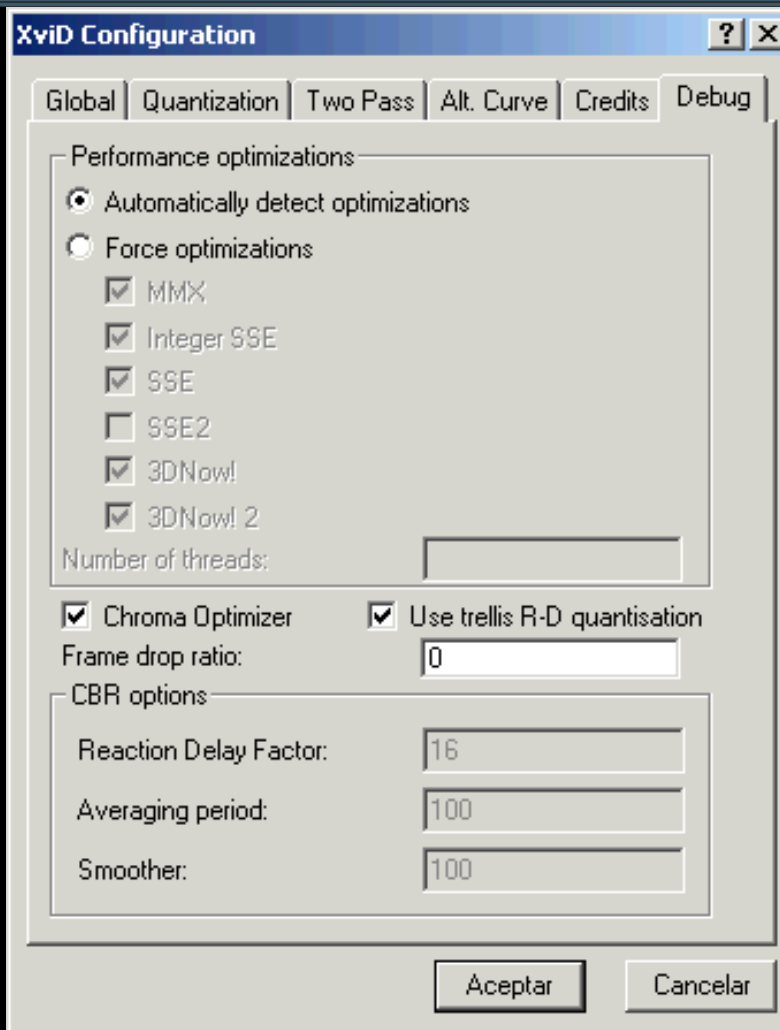 XviD Configuration
Global Quantization Two Pass Alt. Curve Credits Debug
Performance optimizations
Automatically detect optimizations
Force optimizations
MMX
Integer SSE
SSE
SSE2
3DNow!
3DNow! 2
Number of threads:
Chroma Optimizer Use trellis R-D quantisation
Frame drop ratio: 0
CBR options
Reaction Delay Factor: 16
Averaging period: 100
Smoother: 100
Aceptar Cancelar